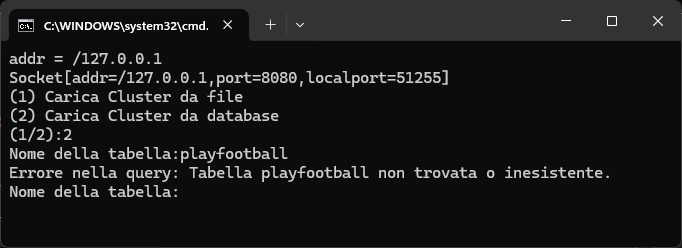 C:\WINDOWS\system32\cmd.
addr = /127.0.0.1
Socket[addr=/127.0.0.1,port=8080,localport=51255]
(1) Carica Cluster da file
(2) Carica Cluster da database
(1/2):2
Nome della tabella:playfootball
Errore nella query: Tabella playfootball non trovata o inesistente.
Nome della tabella: